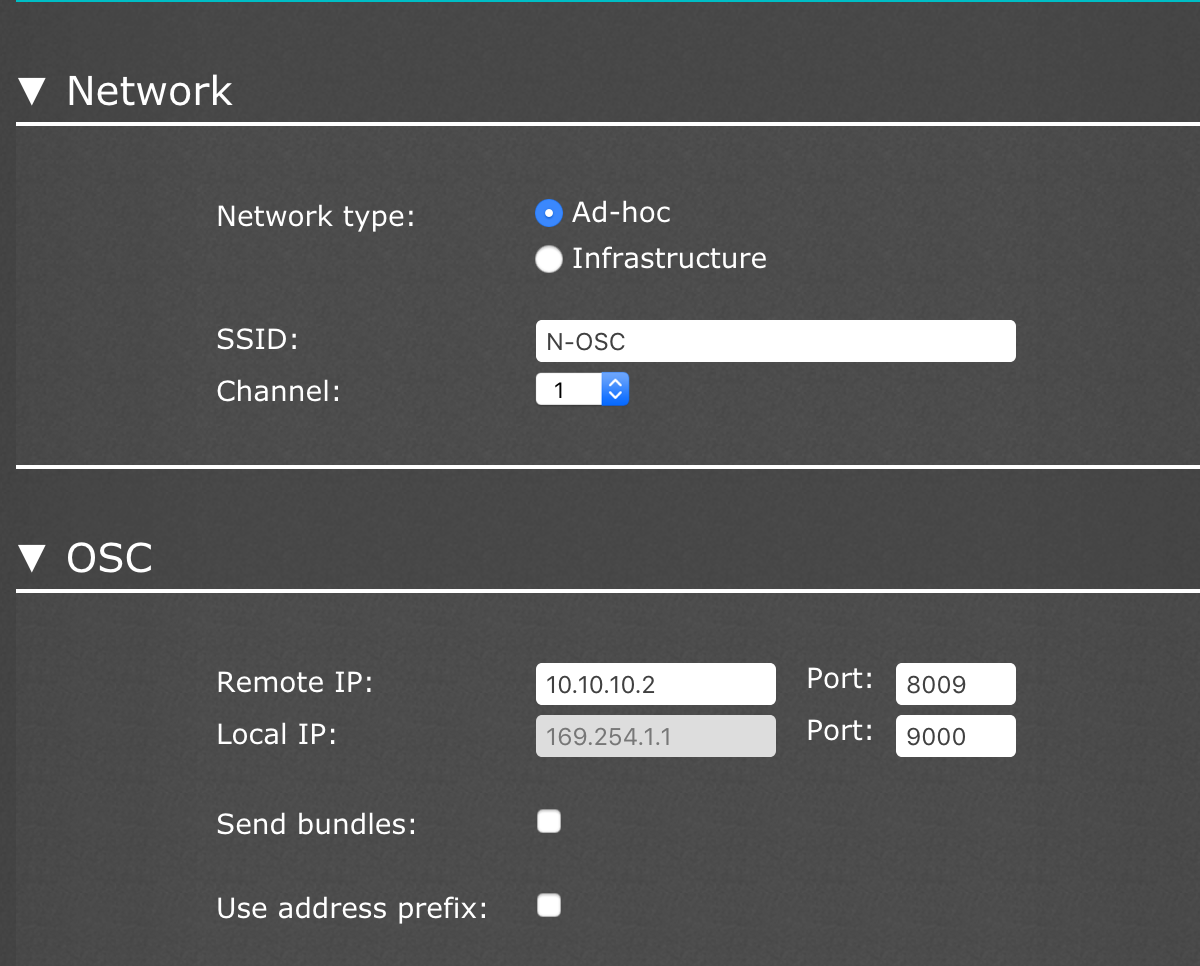 ▼ Network
Network type:
Ad-hoc
Infrastructure
SSID: N-OSC
Channel: 1
▼ OSC
Remote IP: 10.10.10.2 Port: 8009
Local IP: 169.254.1.1 Port: 9000
Send bundles:
Use address prefix: